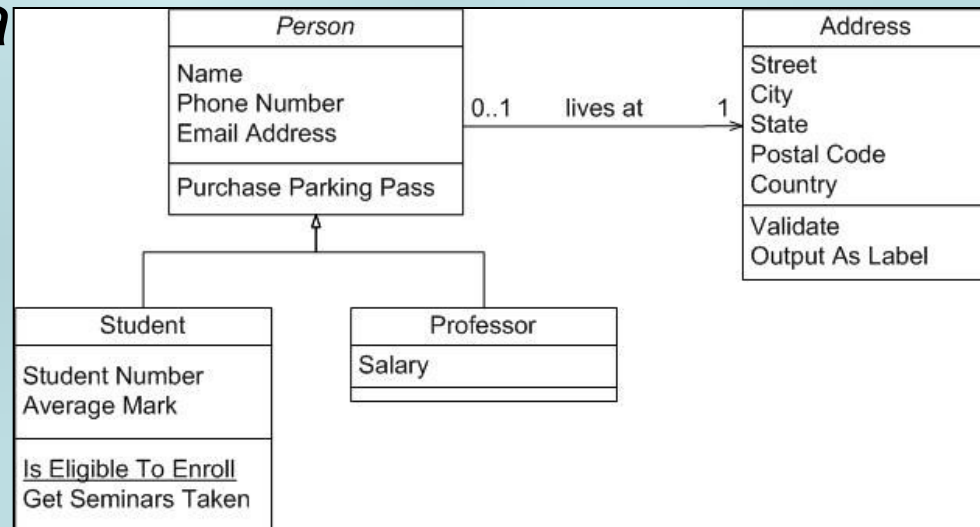 a
Person
Name
Phone Number
Email Address
Purchase Parking Pass
0..1 lives at 1
Address
Street
City
State
Postal Code
Country
Validate
Output As Label
Student
Student Number
Average Mark
Is Eligible To Enroll
Get Seminars Taken
Professor
Salary